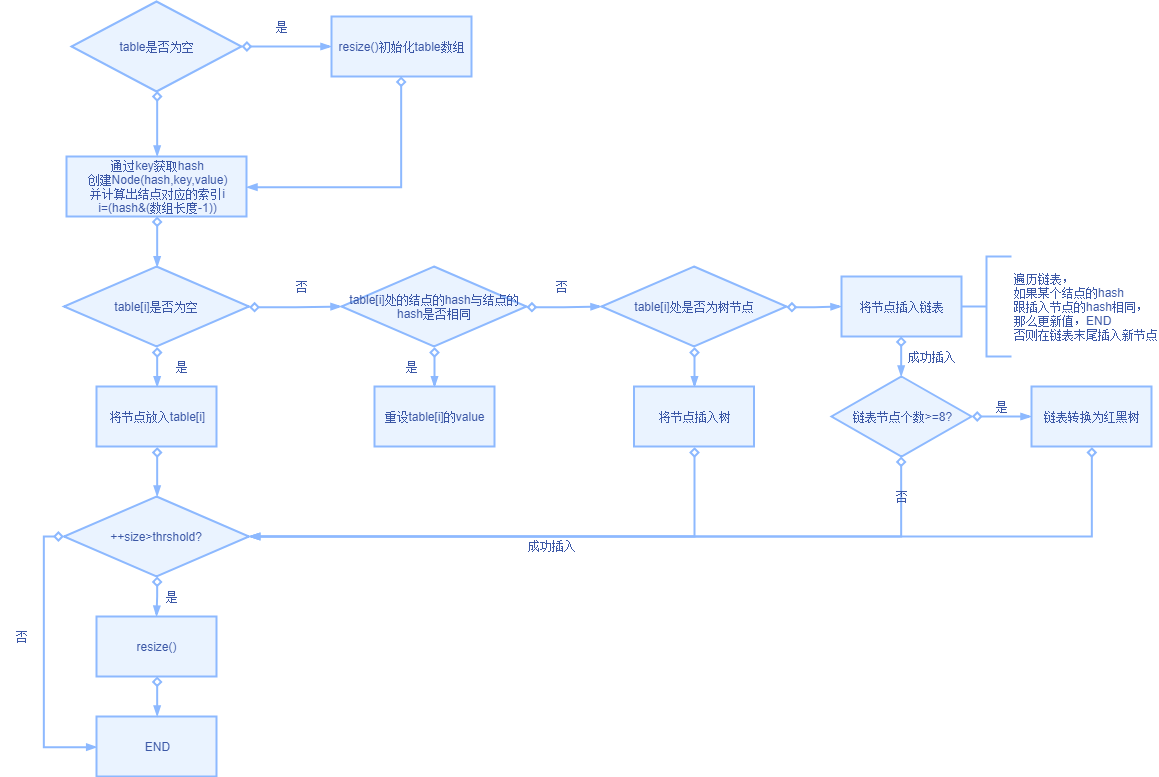 table是否为空
是
resize()初始化table数组
通过key获取hash
创建Node(hash,key,value)
并计算出结点对应的索引i
i=(hash&(数组长度-1))
table[i]是否为空
否
table[i]处的结点的hash与结点的
hash是否相同
否
table[i]处是否为树节点
将节点插入链表
遍历链表，
如果某个结点的hash
跟插入节点的hash相同，
那么更新值，END
否则在链表末尾插入新节点
是
是
成功插入
将节点放入table[i]
重设table[i]的value
将节点插入树
链表节点个数>=8?
是
链表转换为红黑树
否
++size>thrshold?
成功插入
是
否
resize()
END